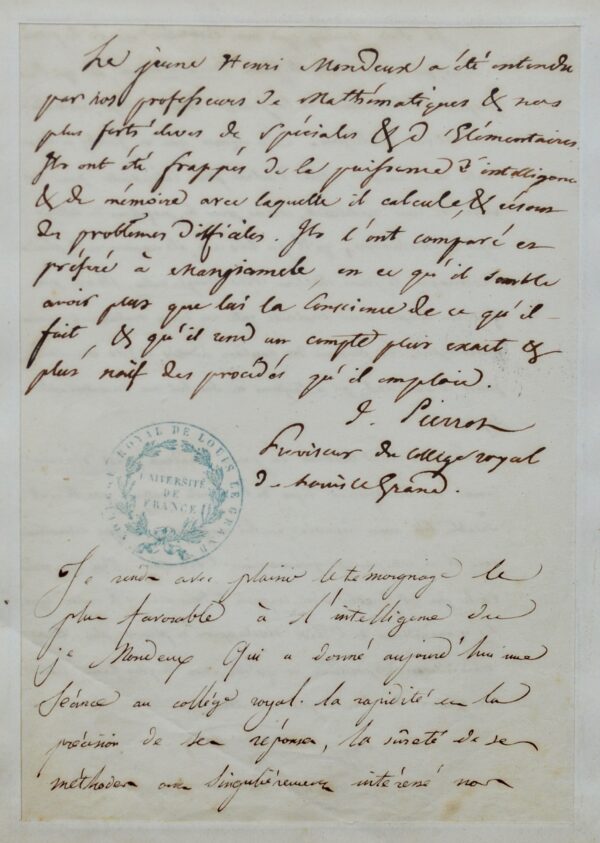 Le jeune Henri Mondeux a été entendu
par nos professeurs de Mathématiques & nos
plus forts élèves de Spéciales & d'Elémentaires.
Ils ont été frappés de la puissance d'intelligence
& de mémoire avec laquelle il calcule, & résout
des problèmes difficiles. Ils l'ont comparé et
préféré à Mangiamele, en ce qu'il semble
avoir plus que lui la Conscience de ce qu'il
fait, & qu'il rend un compte plus exact &
plus naïf des procédés qu'il emploie.
J. Pierrot
Proviseur du collège royal
de Louis le Grand.
ROYAL DE LOUIS LE GRAND
UNIVERSITÉ
DE
FRANCE
Je rends avec plaisir le témoignage le
plus favorable à l'intelligence du
je Mondeux Qui a donné aujourd'hui une
séance au collège royal. la rapidité et la
précision de ses réponses, la sûreté de ses
méthodes ont singulièrement intéressé nos